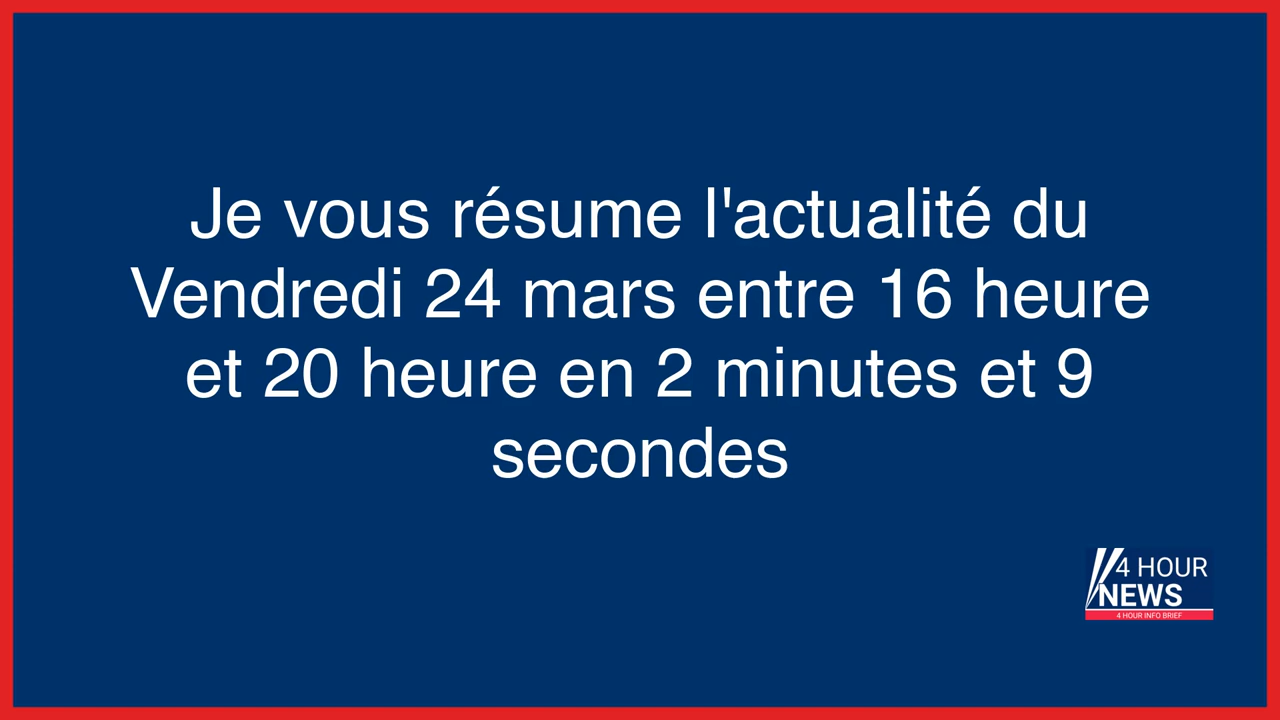 Je vous résume l'actualité du
Vendredi 24 mars entre 16 heure
et 20 heure en 2 minutes et 9
secondes
4 HOUR
NEWS
4 HOUR INFO BRIEF